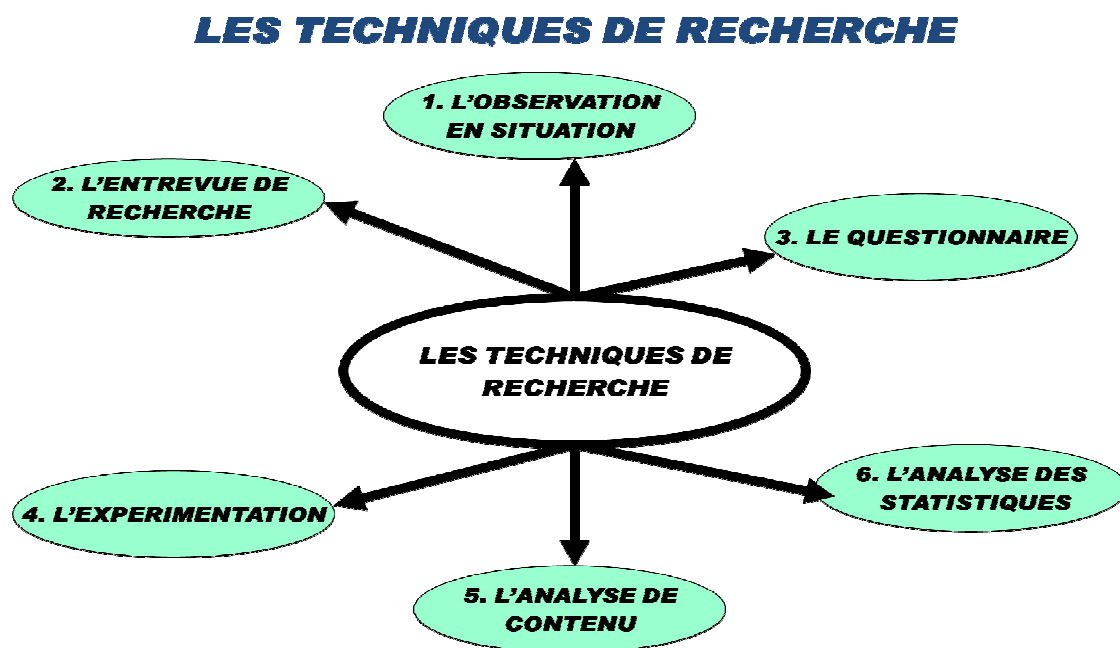 LES TECHNIQUES DE RECHERCHE
1. L'OBSERVATION
EN SITUATION
2. L'ENTREVUE DE
RECHERCHE
3. LE QUESTIONNAIRE
LES TECHNIQUES DE
RECHERCHE
4. L'EXPERIMENTATION
5. L'ANALYSE DE
CONTENU
6. L'ANALYSE DES
STATISTIQUES